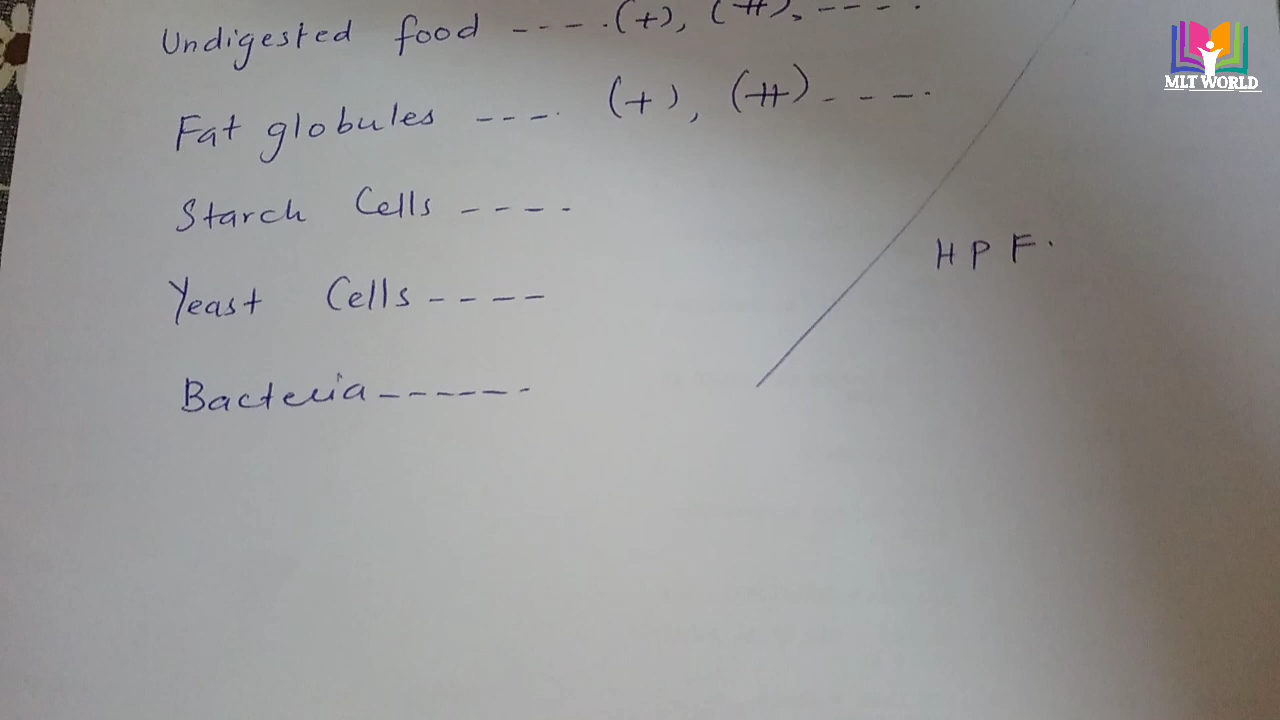 Undigested food ---- (+), (++), ----.
Fat globules ---- (+), (++) ----.
Starch Cells ----
Yeast Cells ----
Bacteria ------
HPF.
MLT WORLD